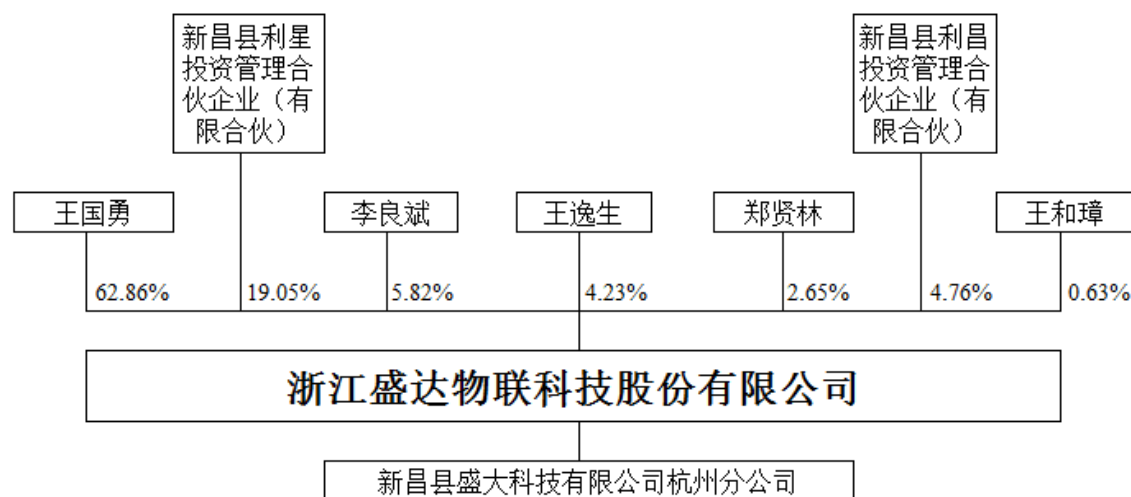 新昌县利星
投资管理合
伙企业（有
限合伙）
新昌县利昌
投资管理合
伙企业（有
限合伙）
王国勇
李良斌
王逸生
郑贤林
王和璋
62.86%
19.05%
5.82%
4.23%
2.65%
4.76%
0.63%
浙江盛达物联科技股份有限公司
新昌县盛大科技有限公司杭州分公司